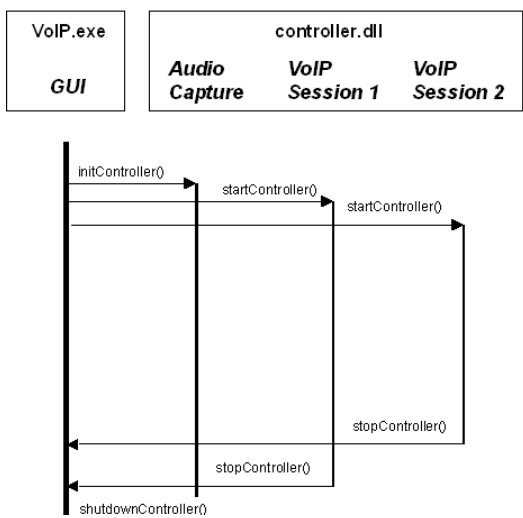 VoIP.exe
GUI
controller.dll
Audio Capture
VoIP Session 1
VoIP Session 2
initController()
startController()
startController()
stopController()
stopController()
shutdownController()